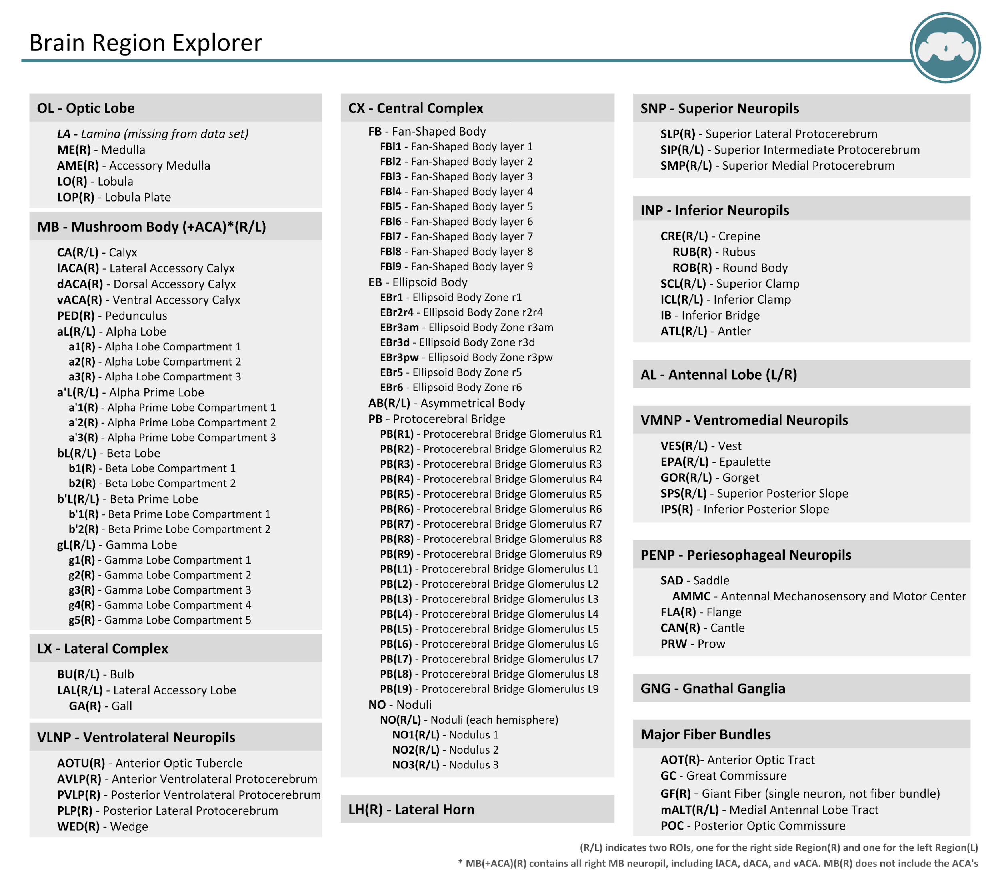 Brain Region Explorer
OL - Optic Lobe
LA - Lamina (missing from data set)
ME(R) - Medulla
AME(R) - Accessory Medulla
LO(R) - Lobula
LOP(R) - Lobula Plate
MB - Mushroom Body (+ACA)*(R/L)
CA(R/L) - Calyx
lACA(R) - Lateral Accessory Calyx
dACA(R) - Dorsal Accessory Calyx
vACA(R) - Ventral Accessory Calyx
PED(R) - Pedunculus
aL(R/L) - Alpha Lobe
a1(R) - Alpha Lobe Compartment 1
a2(R) - Alpha Lobe Compartment 2
a3(R) - Alpha Lobe Compartment 3
a'L(R/L) - Alpha Prime Lobe
a'1(R) - Alpha Prime Lobe Compartment 1
a'2(R) - Alpha Prime Lobe Compartment 2
a'3(R) - Alpha Prime Lobe Compartment 3
bL(R/L) - Beta Lobe
b1(R) - Beta Lobe Compartment 1
b2(R) - Beta Lobe Compartment 2
b'L(R/L) - Beta Prime Lobe
b'1(R) - Beta Prime Lobe Compartment 1
b'2(R) - Beta Prime Lobe Compartment 2
gL(R/L) - Gamma Lobe
g1(R) - Gamma Lobe Compartment 1
g2(R) - Gamma Lobe Compartment 2
g3(R) - Gamma Lobe Compartment 3
g4(R) - Gamma Lobe Compartment 4
g5(R) - Gamma Lobe Compartment 5
LX - Lateral Complex
BU(R/L) - Bulb
LAL(R/L) - Lateral Accessory Lobe
GA(R) - Gall
VLNP - Ventrolateral Neuropils
AOTU(R) - Anterior Optic Tubercle
AVLP(R) - Anterior Ventrolateral Protocerebrum
PVLP(R) - Posterior Ventrolateral Protocerebrum
PLP(R) - Posterior Lateral Protocerebrum
WED(R) - Wedge
CX - Central Complex
FB - Fan-Shaped Body
FBl1 - Fan-Shaped Body layer 1
FBl2 - Fan-Shaped Body layer 2
FBl3 - Fan-Shaped Body layer 3
FBl4 - Fan-Shaped Body layer 4
FBl5 - Fan-Shaped Body layer 5
FBl6 - Fan-Shaped Body layer 6
FBl7 - Fan-Shaped Body layer 7
FBl8 - Fan-Shaped Body layer 8
FBl9 - Fan-Shaped Body layer 9
EB - Ellipsoid Body
EBr1 - Ellipsoid Body Zone r1
EBr2r4 - Ellipsoid Body Zone r2r4
EBr3am - Ellipsoid Body Zone r3am
EBr3d - Ellipsoid Body Zone r3d
EBr3pw - Ellipsoid Body Zone r3pw
EBr5 - Ellipsoid Body Zone r5
EBr6 - Ellipsoid Body Zone r6
AB(R/L) - Asymmetrical Body
PB - Protocerebral Bridge
PB(R1) - Protocerebral Bridge Glomerulus R1
PB(R2) - Protocerebral Bridge Glomerulus R2
PB(R3) - Protocerebral Bridge Glomerulus R3
PB(R4) - Protocerebral Bridge Glomerulus R4
PB(R5) - Protocerebral Bridge Glomerulus R5
PB(R6) - Protocerebral Bridge Glomerulus R6
PB(R7) - Protocerebral Bridge Glomerulus R7
PB(R8) - Protocerebral Bridge Glomerulus R8
PB(R9) - Protocerebral Bridge Glomerulus R9
PB(L1) - Protocerebral Bridge Glomerulus L1
PB(L2) - Protocerebral Bridge Glomerulus L2
PB(L3) - Protocerebral Bridge Glomerulus L3
PB(L4) - Protocerebral Bridge Glomerulus L4
PB(L5) - Protocerebral Bridge Glomerulus L5
PB(L6) - Protocerebral Bridge Glomerulus L6
PB(L7) - Protocerebral Bridge Glomerulus L7
PB(L8) - Protocerebral Bridge Glomerulus L8
PB(L9) - Protocerebral Bridge Glomerulus L9
NO - Noduli
NO(R/L) - Noduli (each hemisphere)
NO1(R/L) - Nodulus 1
NO2(R/L) - Nodulus 2
NO3(R/L) - Nodulus 3
LH(R) - Lateral Horn
SNP - Superior Neuropils
SLP(R) - Superior Lateral Protocerebrum
SIP(R/L) - Superior Intermediate Protocerebrum
SMP(R/L) - Superior Medial Protocerebrum
INP - Inferior Neuropils
CRE(R/L) - Crepine
RUB(R) - Rubus
ROB(R) - Round Body
SCL(R/L) - Superior Clamp
ICL(R/L) - Inferior Clamp
IB - Inferior Bridge
ATL(R/L) - Antler
AL - Antennal Lobe (L/R)
VMNP - Ventromedial Neuropils
VES(R/L) - Vest
EPA(R/L) - Epaulette
GOR(R/L) - Gorget
SPS(R/L) - Superior Posterior Slope
IPS(R) - Inferior Posterior Slope
PENP - Periesophageal Neuropils
SAD - Saddle
AMMC - Antennal Mechanosensory and Motor Center
FLA(R) - Flange
CAN(R) - Cantle
PRW - Prow
GNG - Gnathal Ganglia
Major Fiber Bundles
AOT(R)- Anterior Optic Tract
GC - Great Commissure
GF(R) - Giant Fiber (single neuron, not fiber bundle)
mALT(R/L) - Medial Antennal Lobe Tract
POC - Posterior Optic Commissure
(R/L) indicates two ROIs, one for the right side Region(R) and one for the left Region(L)
* MB(+ACA)(R) contains all right MB neuropil, including lACA, dACA, and vACA. MB(R) does not include the ACA's